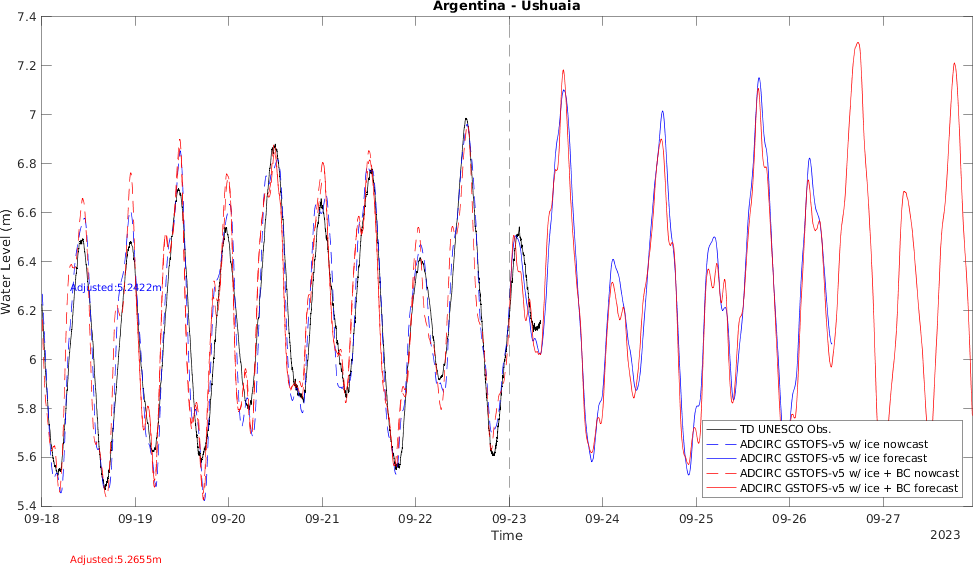 Argentina - Ushuaia
7.4
7.2
7
6.8
6.6
6.4
6.2
6
5.8
5.6
5.4
Water Level (m)
Adjusted:5.2422m
TD UNESCO Obs.
ADCIRC GSTOFS-v5 w/ ice nowcast
ADCIRC GSTOFS-v5 w/ ice forecast
ADCIRC GSTOFS-v5 w/ ice + BC nowcast
ADCIRC GSTOFS-v5 w/ ice + BC forecast
09-18 09-19 09-20 09-21 09-22 09-23 09-24 09-25 09-26 09-27
Time
2023
Adjusted:5.2655m